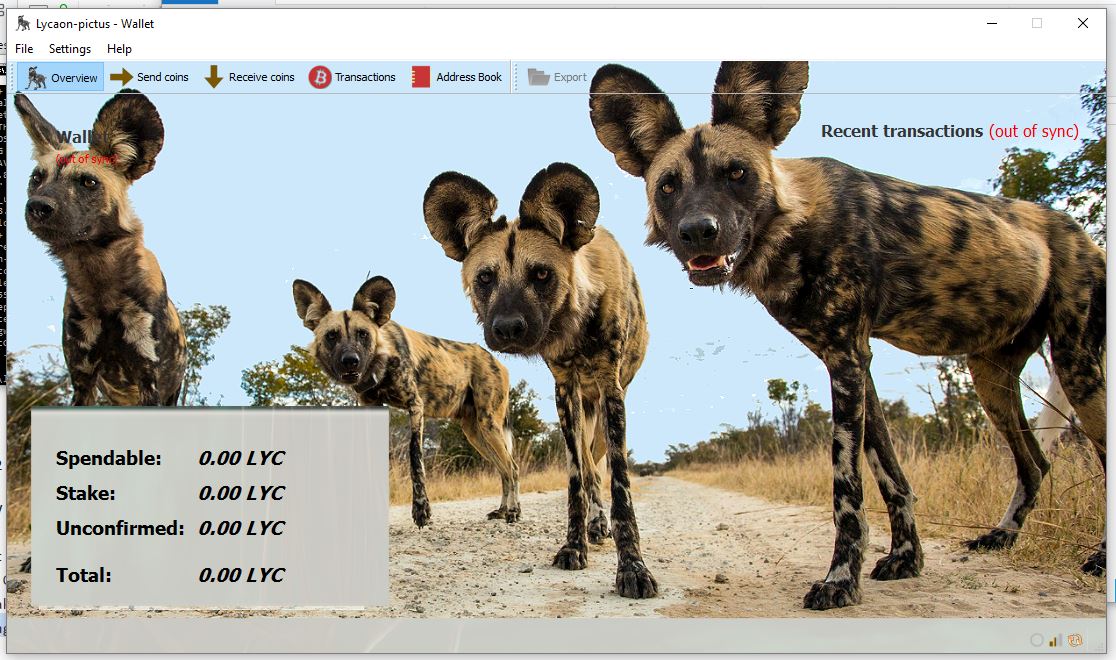 Lycaon-pictus - Wallet
File Settings Help
Overview Send coins Receive coins Transactions Address Book Export
Wallet
(out of sync)
Recent transactions (out of sync)
Spendable: 0.00 LYC
Stake: 0.00 LYC
Unconfirmed: 0.00 LYC
Total: 0.00 LYC